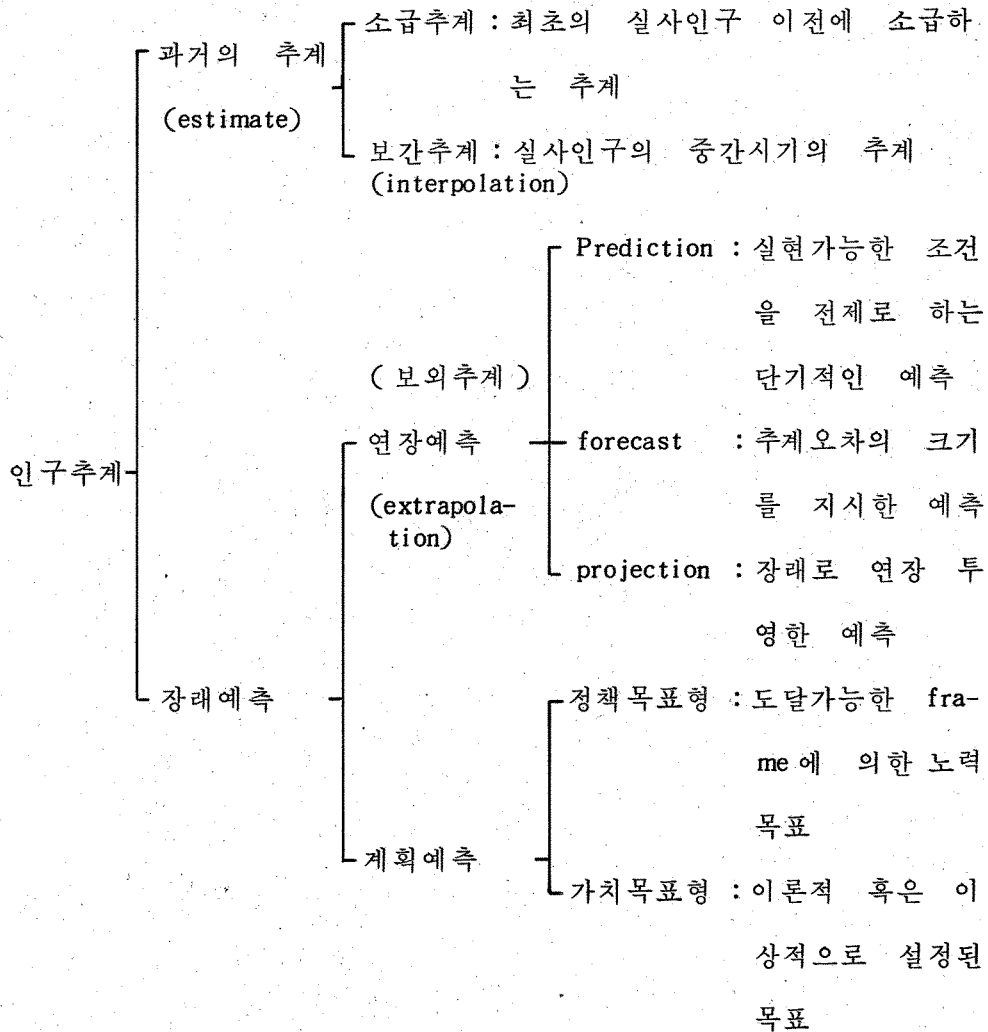 소급추계 : 최초의 실사인구 이전에 소급하
과거의 추계
는 추계
(estimate)
보간추계 : 실사인구의 중간시기의 추계
(interpolation)
Prediction : 실현가능한 조건
을 전제로 하는
(보외추계) 단기적인 예측
연장예측 forecast : 추계오차의 크기
인구추계
(extrapola- 를 지시한 예측
tion)
projection : 장래로 연장 투
영한 예측
장래예측 정책목표형 : 도달가능한 fra-
me에 의한 노력
목표
계획예측
가치목표형 : 이론적 혹은 이
상적으로 설정된
목표